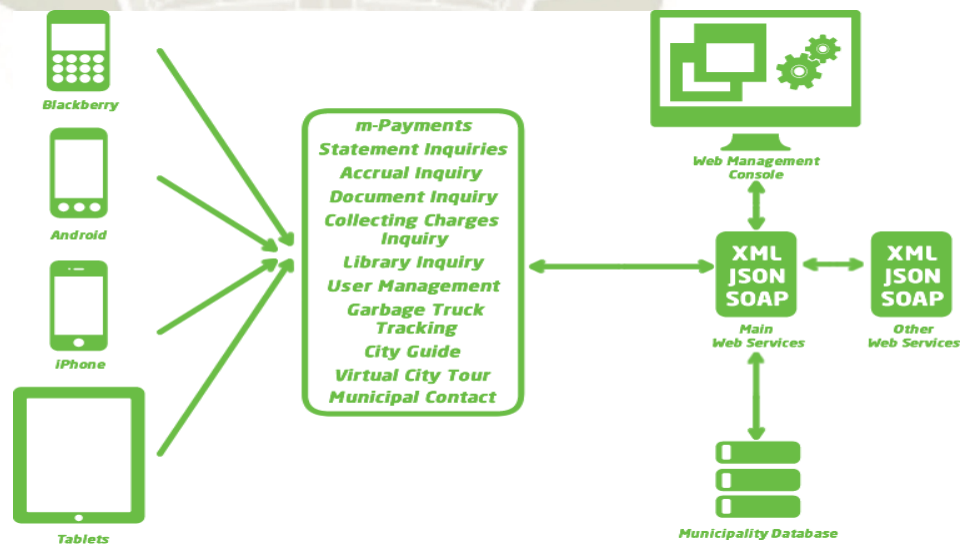 Blackberry
Android
iPhone
Tablets
m-Payments
Statement Inquiries
Accrual Inquiry
Document Inquiry
Collecting Charges
Inquiry
Library Inquiry
User Management
Garbage Truck
Tracking
City Guide
Virtual City Tour
Municipal Contact
Web Management
Console
XML
JSON
SOAP
Main
Web Services
XML
JSON
SOAP
Other
Web Services
Municipality Database